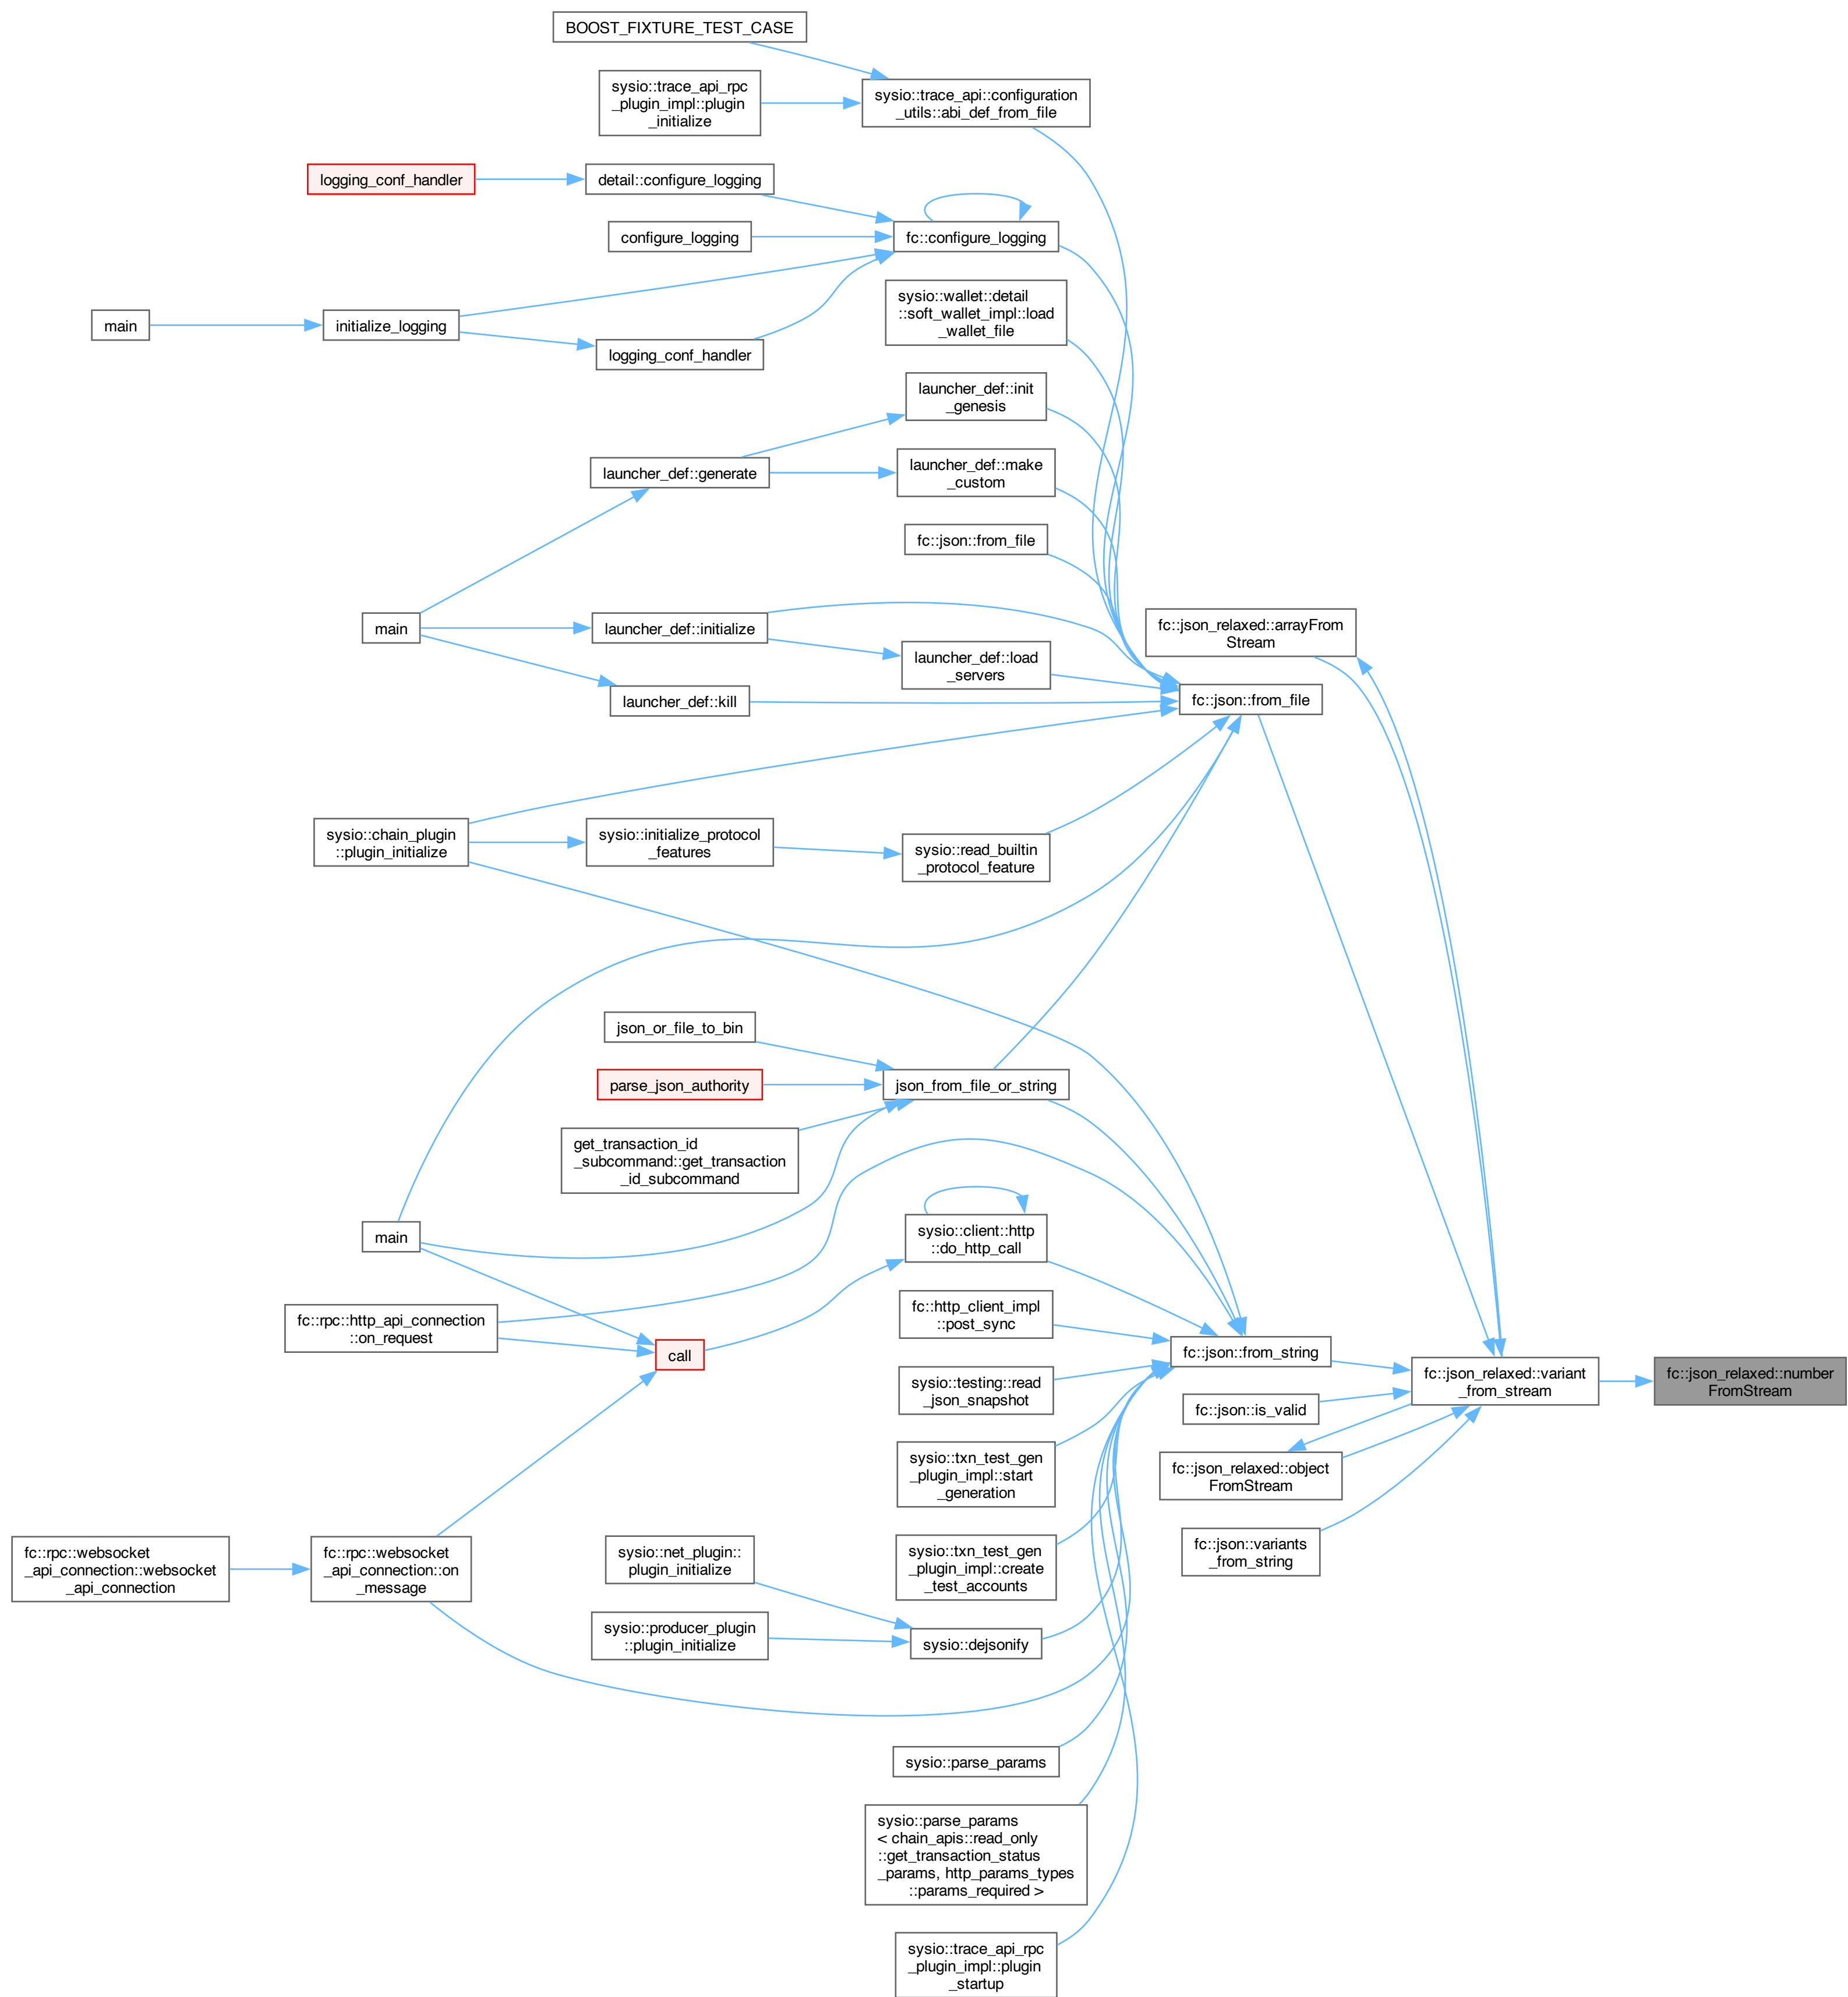 BOOST_FIXTURE_TEST_CASE
sysio::trace_api_rpc
_plugin_impl::plugin
_initialize
sysio::trace_api::configuration
_utils::abi_def_from_file
logging_conf_handler
detail::configure_logging
configure_logging
fc::configure_logging
sysio::wallet::detail
::soft_wallet_impl::load
_wallet_file
main
initialize_logging
logging_conf_handler
launcher_def::init
_genesis
launcher_def::generate
launcher_def::make
_custom
fc::json::from_file
main
launcher_def::initialize
launcher_def::load
_servers
fc::json_relaxed::arrayFrom
Stream
launcher_def::kill
fc::json::from_file
sysio::chain_plugin
::plugin_initialize
sysio::initialize_protocol
_features
sysio::read_builtin
_protocol_feature
json_or_file_to_bin
parse_json_authority
json_from_file_or_string
get_transaction_id
_subcommand::get_transaction
_id_subcommand
main
sysio::client::http
::do_http_call
fc::rpc::http_api_connection
::on_request
call
fc::http_client_impl
::post_sync
fc::json::from_string
fc::json_relaxed::variant
_from_stream
fc::json_relaxed::number
FromStream
sysio::testing::read
_json_snapshot
fc::json::is_valid
sysio::txn_test_gen
_plugin_impl::start
_generation
fc::json_relaxed::object
FromStream
fc::json::variants
_from_string
fc::rpc::websocket
_api_connection::websocket
_api_connection
fc::rpc::websocket
_api_connection::on
_message
sysio::net_plugin::
plugin_initialize
sysio::txn_test_gen
_plugin_impl::create
_test_accounts
sysio::producer_plugin
::plugin_initialize
sysio::dejsonify
sysio::parse_params
sysio::parse_params
< chain_apis::read_only
::get_transaction_status
_params, http_params_types
::params_required >
sysio::trace_api_rpc
_plugin_impl::plugin
_startup